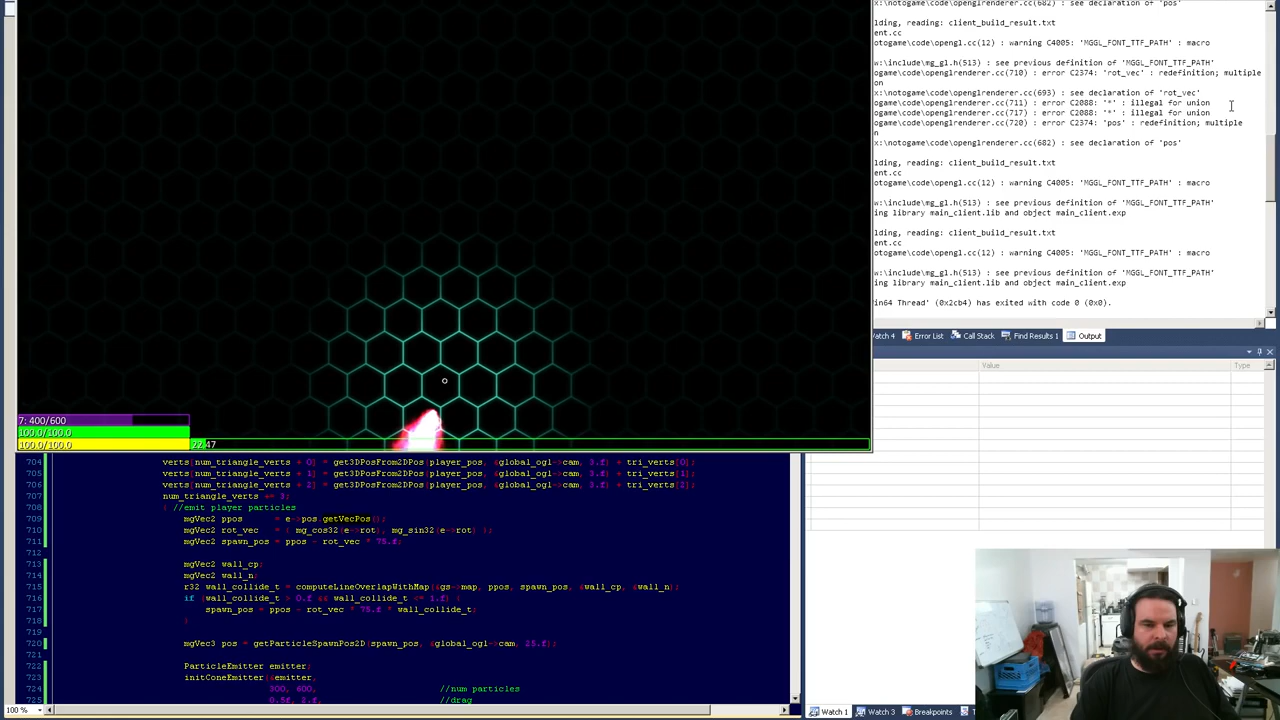 x:\notogame\code\openglrenderer.cc(682) : see declaration of 'pos'
lding, reading: client_build_result.txt
ent.cc
otogame\code\opengl.cc(12) : warning C4005: 'MGGL_FONT_TTF_PATH' : macro
w:\include\mg_gl.h(513) : see previous definition of 'MGGL_FONT_TTF_PATH'
ogame\code\openglrenderer.cc(710) : error C2374: 'rot_vec' : redefinition; multiple
on
x:\notogame\code\openglrenderer.cc(693) : see declaration of 'rot_vec'
ogame\code\openglrenderer.cc(711) : error C2088: '*' : illegal for union
ogame\code\openglrenderer.cc(717) : error C2088: '*' : illegal for union
ogame\code\openglrenderer.cc(720) : error C2374: 'pos' : redefinition; multiple
n
x:\notogame\code\openglrenderer.cc(682) : see declaration of 'pos'
lding, reading: client_build_result.txt
ent.cc
otogame\code\opengl.cc(12) : warning C4005: 'MGGL_FONT_TTF_PATH' : macro
w:\include\mg_gl.h(513) : see previous definition of 'MGGL_FONT_TTF_PATH'
ing library main_client.lib and object main_client.exp
lding, reading: client_build_result.txt
ent.cc
otogame\code\opengl.cc(12) : warning C4005: 'MGGL_FONT_TTF_PATH' : macro
w:\include\mg_gl.h(513) : see previous definition of 'MGGL_FONT_TTF_PATH'
ing library main_client.lib and object main_client.exp
in64 Thread' (0x2cb4) has exited with code 0 (0x0).
atch 4 Error List Call Stack Find Results 1 Output
Value Type
7: 400/600
100.0/100.0
100.0/100.0
704 verts[num_triangle_verts + 0] = get3DPosFrom2DPos(player_pos, &global_ogl->cam, 3.f) + tri_verts[0];
705 verts[num_triangle_verts + 1] = get3DPosFrom2DPos(player_pos, &global_ogl->cam, 3.f) + tri_verts[1];
706 verts[num_triangle_verts + 2] = get3DPosFrom2DPos(player_pos, &global_ogl->cam, 3.f) + tri_verts[2];
707 num_triangle_verts += 3;
708 { //emit player particles
709 mgVec2 ppos = e->pos.getVecPos();
710 mgVec2 rot_vec = { mg_cos32(e->rot), mg_sin32(e->rot) };
711 mgVec2 spawn_pos = ppos - rot_vec * 75.f;
712
713 mgVec2 wall_cp;
714 mgVec2 wall_n;
715 r32 wall_collide_t = computeLineOverlapWithMap(&gs->map, ppos, spawn_pos, &wall_cp, &wall_n);
716 if (wall_collide_t > 0.f && wall_collide_t <= 1.f) {
717 spawn_pos = ppos - rot_vec * 75.f * wall_collide_t;
718 }
719
720 mgVec3 pos = getParticleSpawnPos2D(spawn_pos, &global_ogl->cam, 25.f);
721
722 ParticleEmitter emitter;
723 initConeEmitter(&emitter,
724 300, 600, //num particles
725 0.5f, 2.f, //drag
100 %
Watch 1 Watch 3 Breakpoints